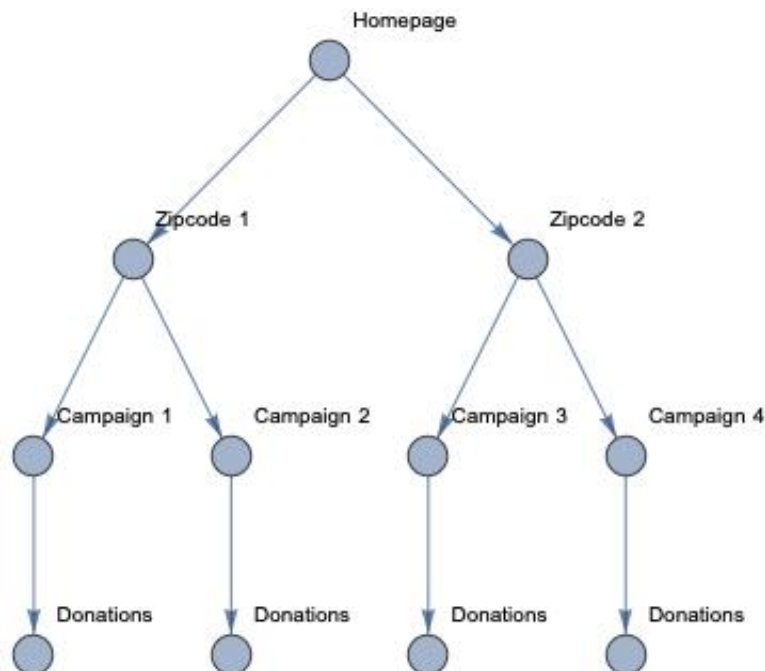 Homepage
Zipcode 1
Zipcode 2
Campaign 1
Campaign 2
Campaign 3
Campaign 4
Donations
Donations
Donations
Donations